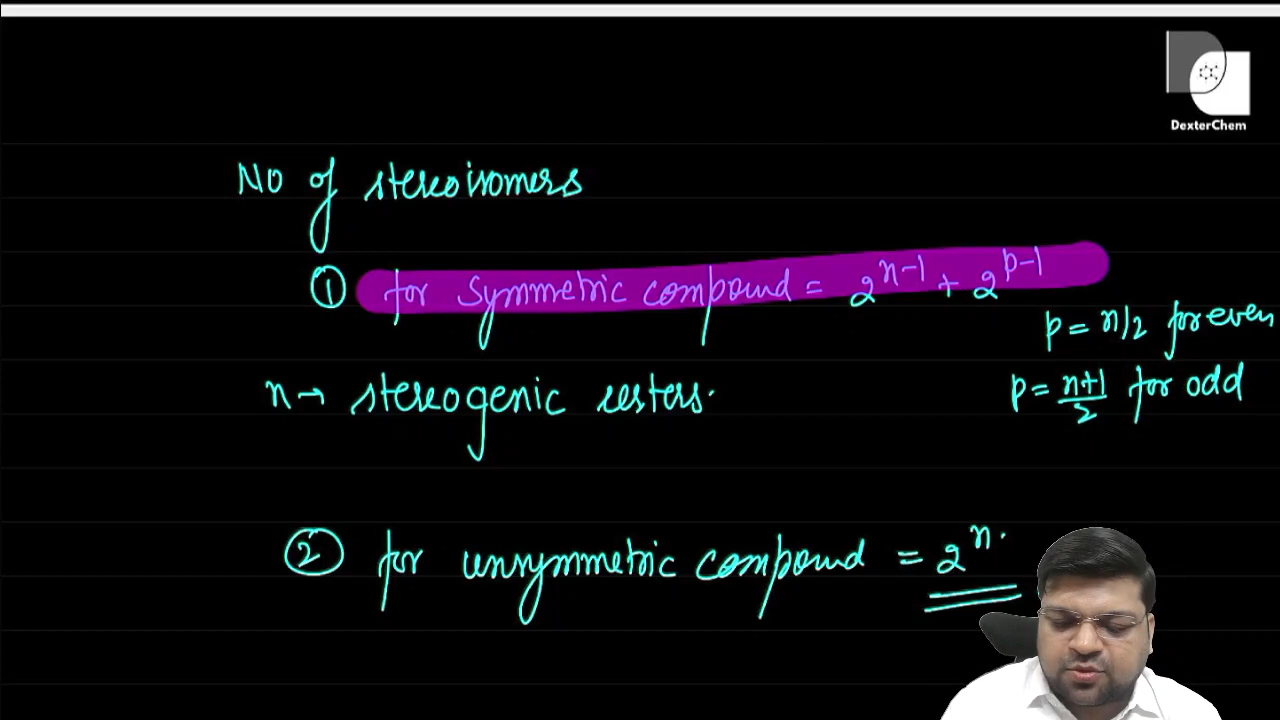 DexterChem
No of stereoisomers
① for symmetric compound = 2^{n-1} + 2^{p-1}
p = n/2 for even
n → stereogenic centers.
p = \frac{n+1}{2} for odd
② for unsymmetric compound = 2^n.